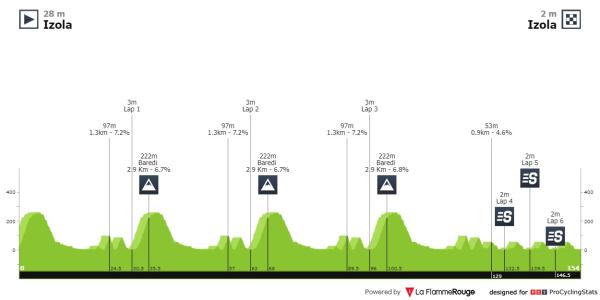 28 m
Izola
2 m
Izola
3m
Lap 1
3m
Lap 2
3m
Lap 3
97m
1.3km - 7.2%
97m
1.3km - 7.2%
97m
1.3km - 7.2%
53m
0.9km - 4.6%
222m
Baredi
2.9 Km - 6.7%
222m
Baredi
2.9 Km - 6.7%
222m
Baredi
2.9 Km - 6.8%
2m
Lap 5
2m
Lap 4
2m
Lap 6
S
S
S
400
200
0
400
200
0
0
24.5
30.5
35.5
57
63
68
89.5
96
100.5
129
132.5
139.5
146.5
154
Powered by La FlammeRouge
designed for PCS ProCyclingStats